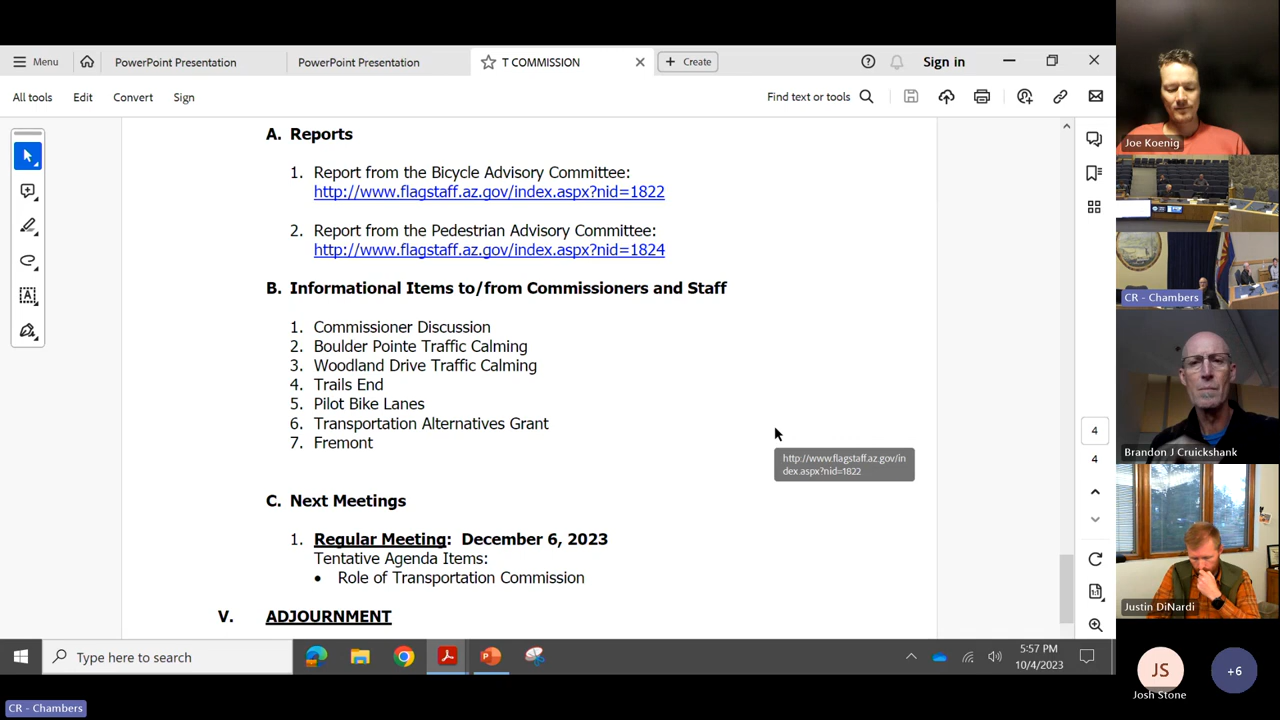 Menu
PowerPoint Presentation
PowerPoint Presentation
T COMMISSION
Create
Sign in
All tools
Edit
Convert
Sign
Find text or tools
A. Reports
1. Report from the Bicycle Advisory Committee:
http://www.flagstaff.az.gov/index.aspx?nid=1822
2. Report from the Pedestrian Advisory Committee:
http://www.flagstaff.az.gov/index.aspx?nid=1824
B. Informational Items to/from Commissioners and Staff
1. Commissioner Discussion
2. Boulder Pointe Traffic Calming
3. Woodland Drive Traffic Calming
4. Trails End
5. Pilot Bike Lanes
6. Transportation Alternatives Grant
7. Fremont
http://www.flagstaff.az.gov/in
dex.aspx?nid=1822
4
4
C. Next Meetings
1. Regular Meeting: December 6, 2023
Tentative Agenda Items:
• Role of Transportation Commission
V. ADJOURNMENT
Type here to search
5:57 PM
10/4/2023
CR - Chambers
Joe Koenig
CR - Chambers
Brandon J Cruickshank
Justin DiNardi
JS
Josh Stone
+6